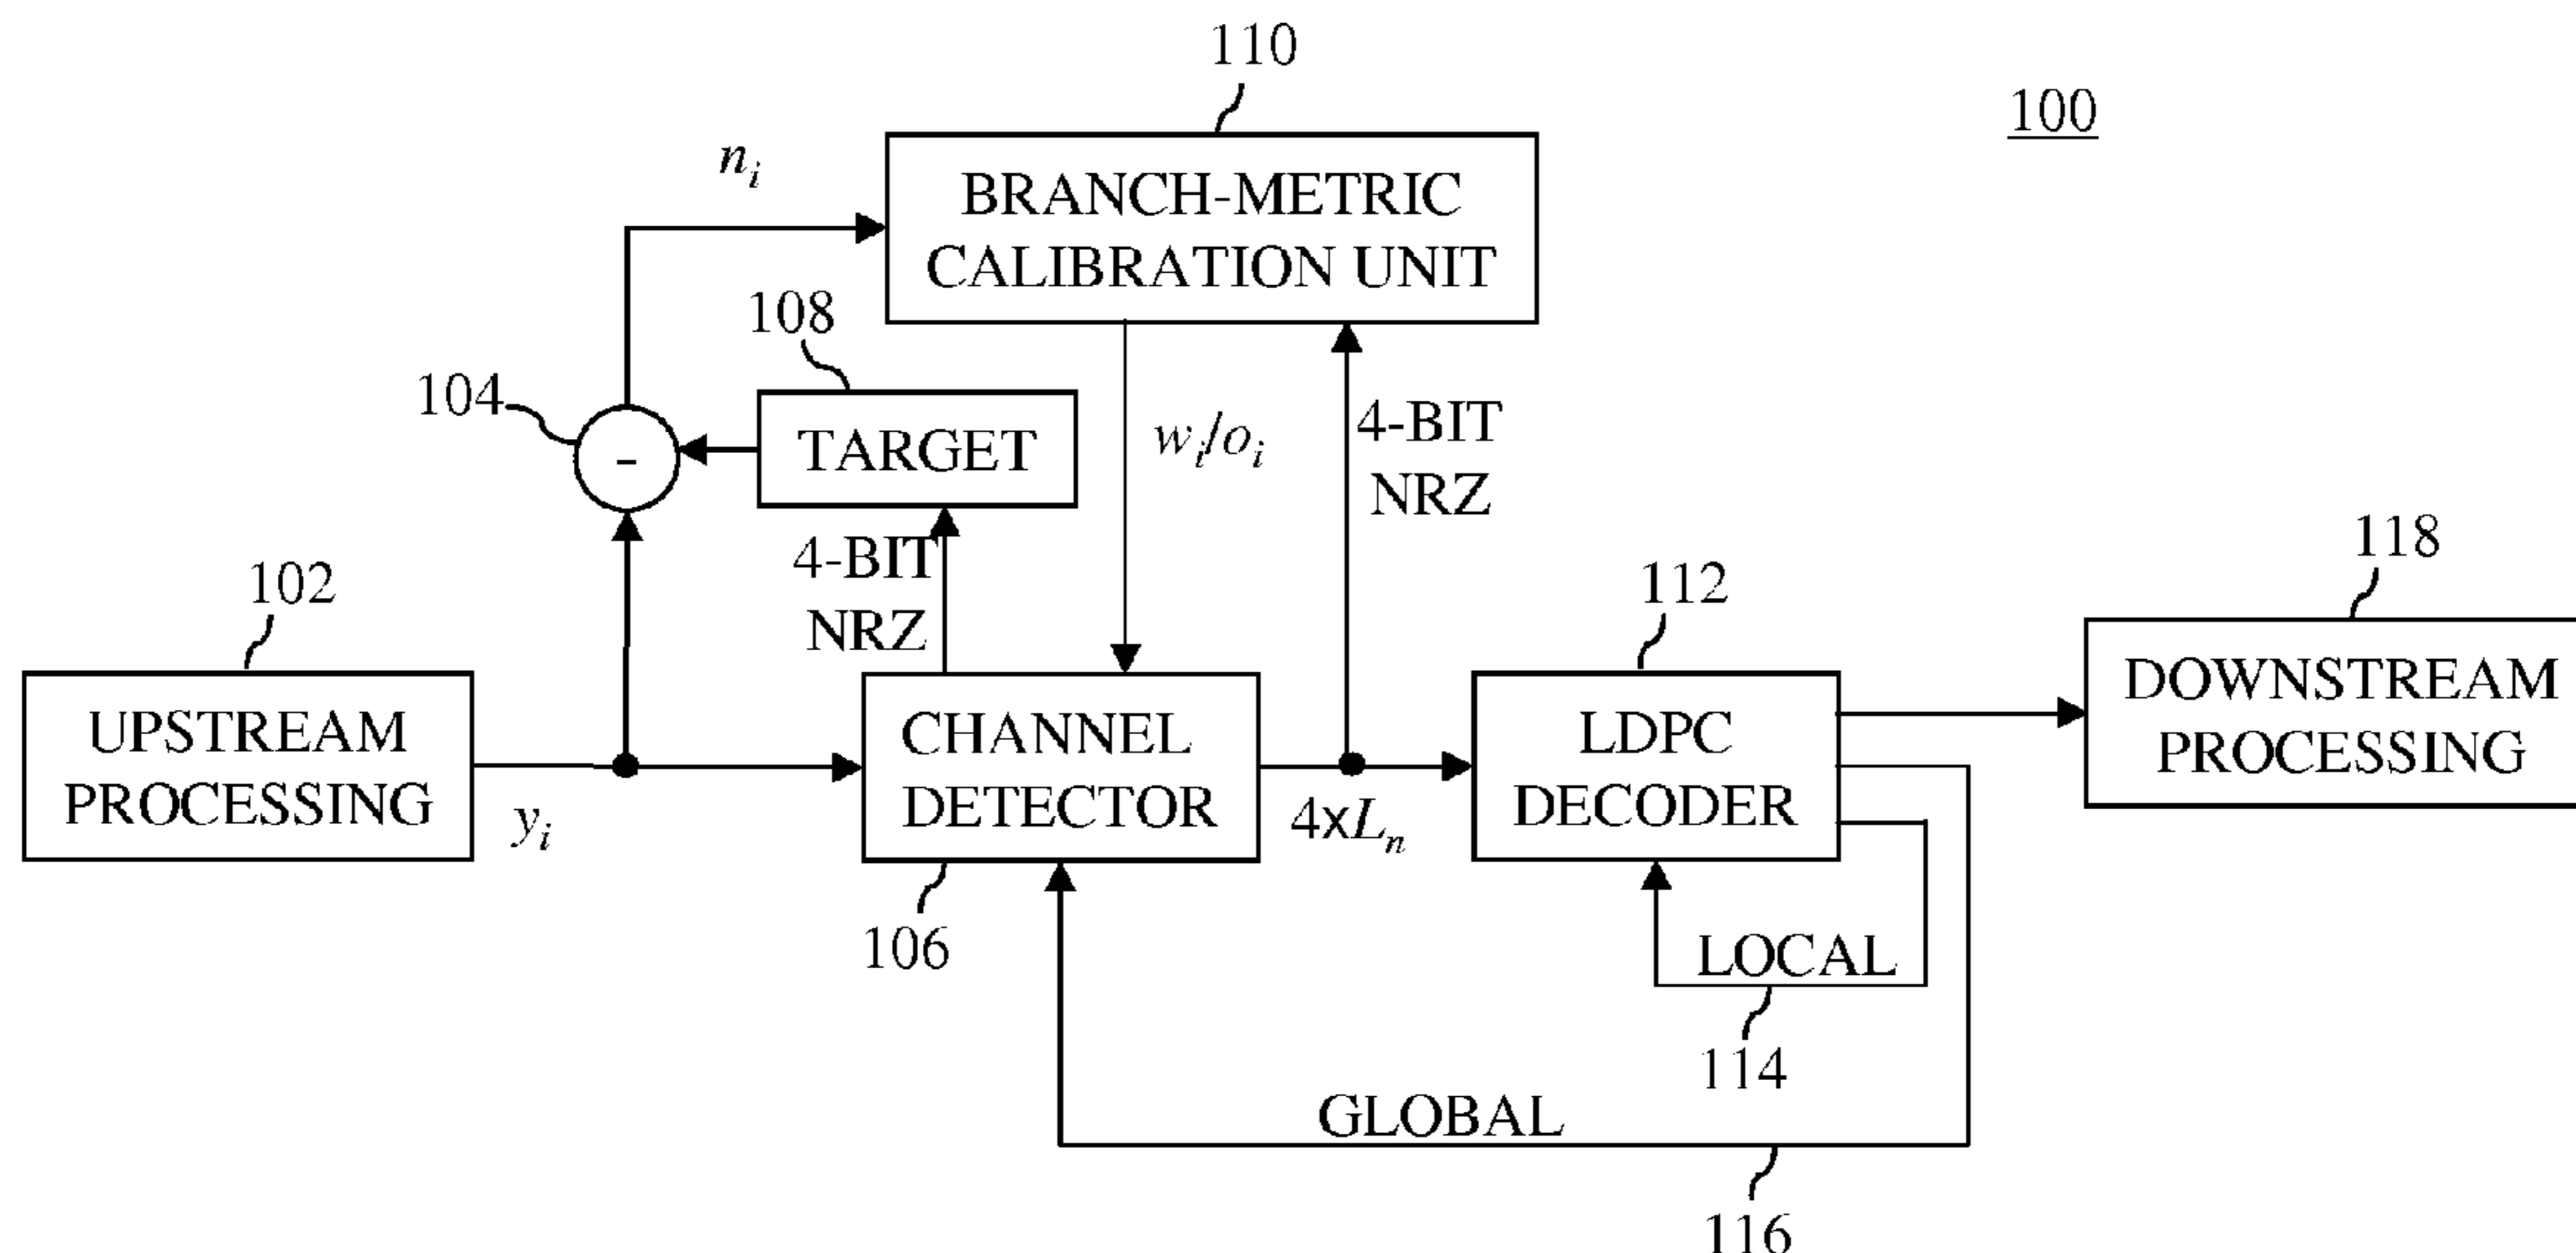 110
100
n_i
BRANCH-METRIC
CALIBRATION UNIT
108
104
TARGET
-
w_i/o_i
4-BIT
NRZ
4-BIT
NRZ
102
112
118
UPSTREAM
PROCESSING
y_i
CHANNEL
DETECTOR
4xL_n
LDPC
DECODER
DOWNSTREAM
PROCESSING
106
LOCAL
114
GLOBAL
116